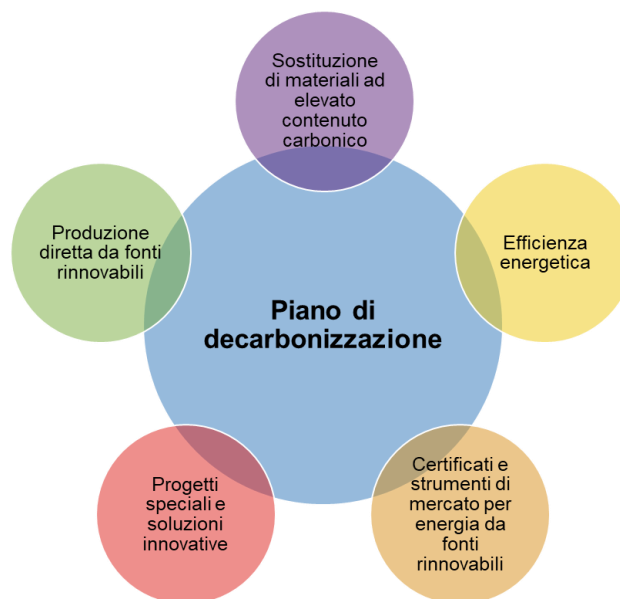 Sostituzione
di materiali ad
elevato
contenuto
carbonico
Produzione
diretta da fonti
rinnovabili
Efficienza
energetica
Piano di
decarbonizzazione
Progetti
speciali e
soluzioni
innovative
Certificati e
strumenti di
mercato per
energia da
fonti
rinnovabili